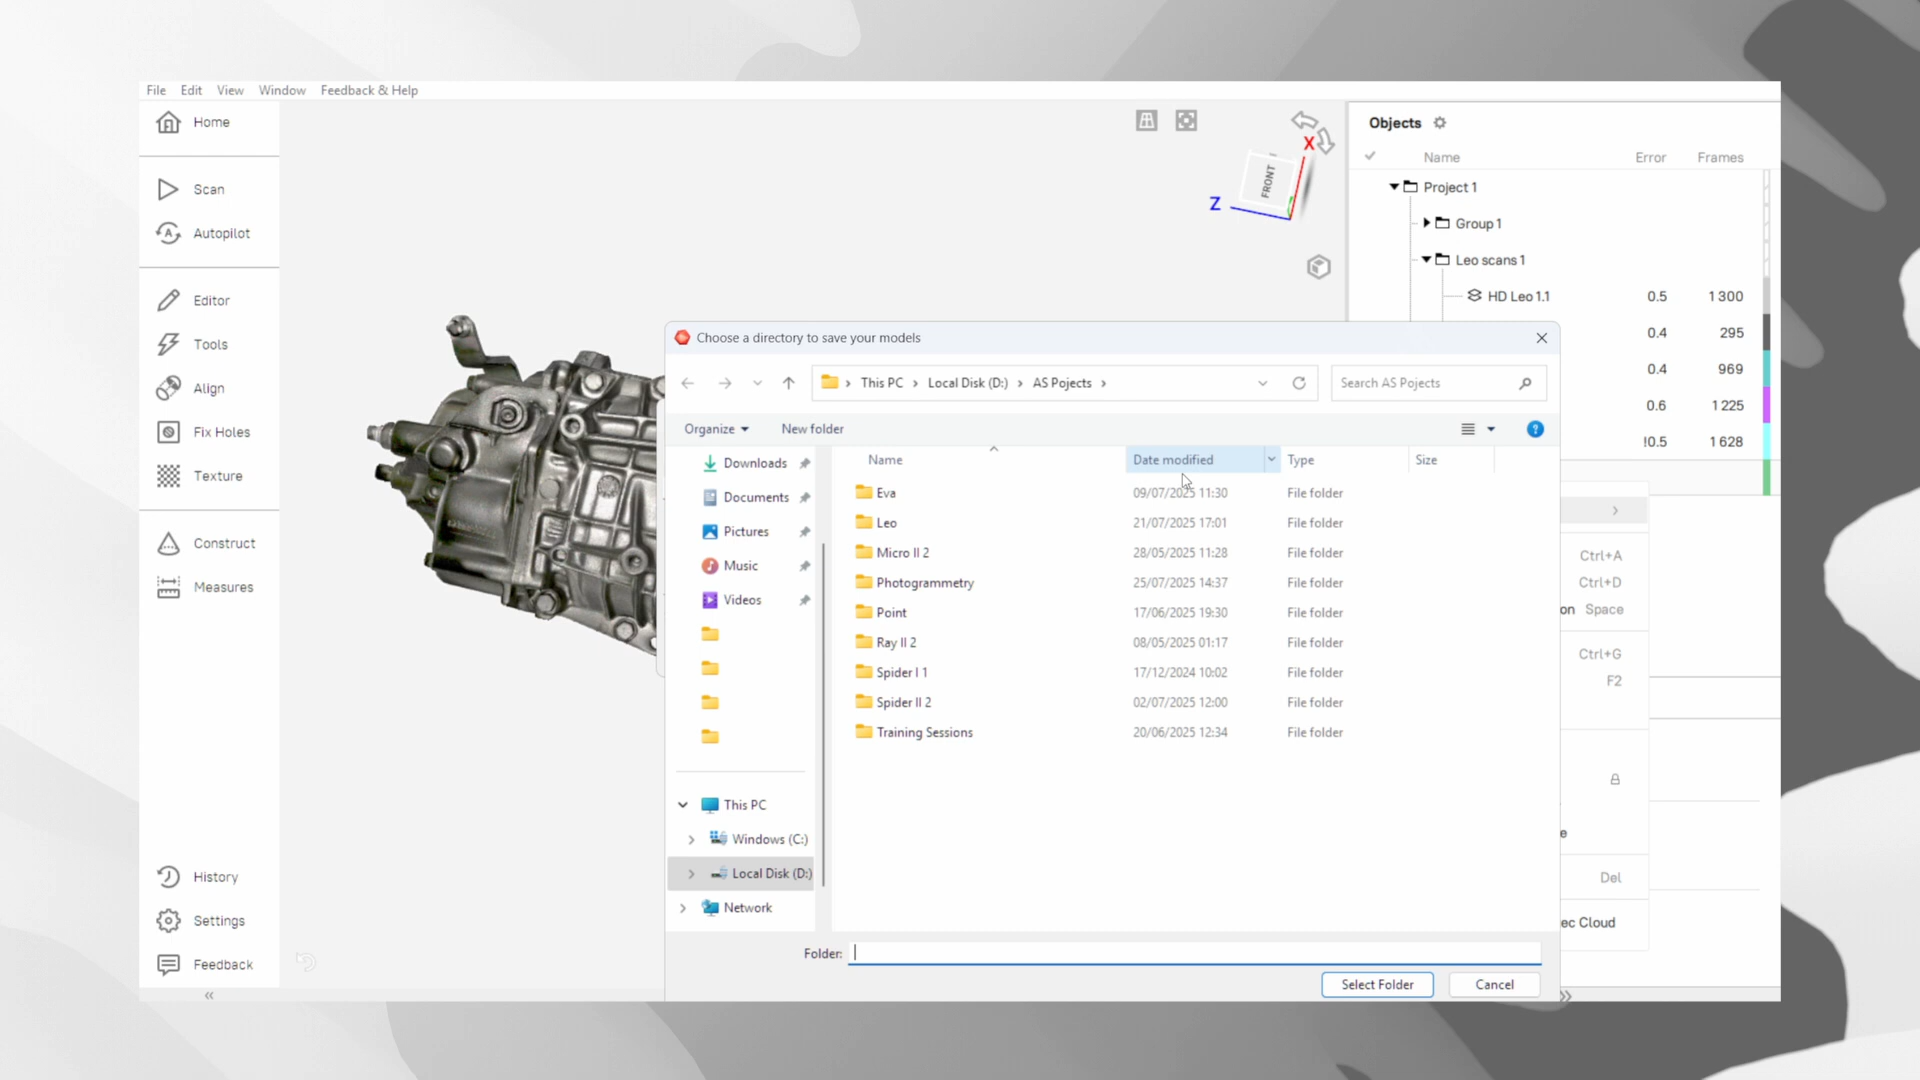 File Edit View Window Feedback & Help
Home
Scan
Autopilot
Editor
Tools
Align
Fix Holes
Texture
Construct
Measures
History
Settings
Feedback
«
X
Z
FRONT
Objects
Name Error Frames
Project 1
Group 1
Leo scans 1
HD Leo 1.1 0.5 1 300
0.4 295
0.4 969
0.6 1 225
!0.5 1 628
Choose a directory to save your models
This PC › Local Disk (D:) › AS Pojects ›
Search AS Pojects
Organize New folder
Downloads
Documents
Pictures
Music
Videos
This PC
Windows (C:)
Local Disk (D:)
Network
Name Date modified Type Size
Eva 09/07/2025 11:30 File folder
Leo 21/07/2025 17:01 File folder
Micro II 2 28/05/2025 11:28 File folder
Photogrammetry 25/07/2025 14:37 File folder
Point 17/06/2025 19:30 File folder
Ray II 2 08/05/2025 01:17 File folder
Spider I 1 17/12/2024 10:02 File folder
Spider II 2 02/07/2025 12:00 File folder
Training Sessions 20/06/2025 12:34 File folder
Folder:
Select Folder Cancel
Ctrl+A
Ctrl+D
on Space
Ctrl+G
F2
e
Del
ec Cloud
»